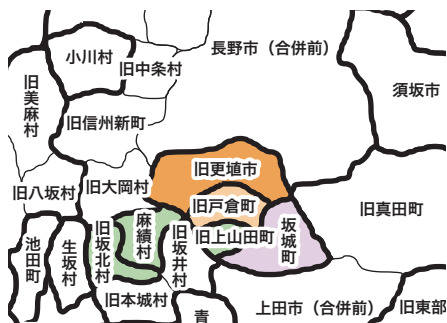 長野市（合併前）
小川村
旧中条村
須坂市
旧美麻村
旧信州新町
旧更埴市
旧八坂村
旧大岡村
旧戸倉町
旧真田町
麻績村
坂城町
旧坂北村
旧坂井村
旧上山田町
池田町
生坂村
旧本城村
上田市（合併前）
旧東部
青